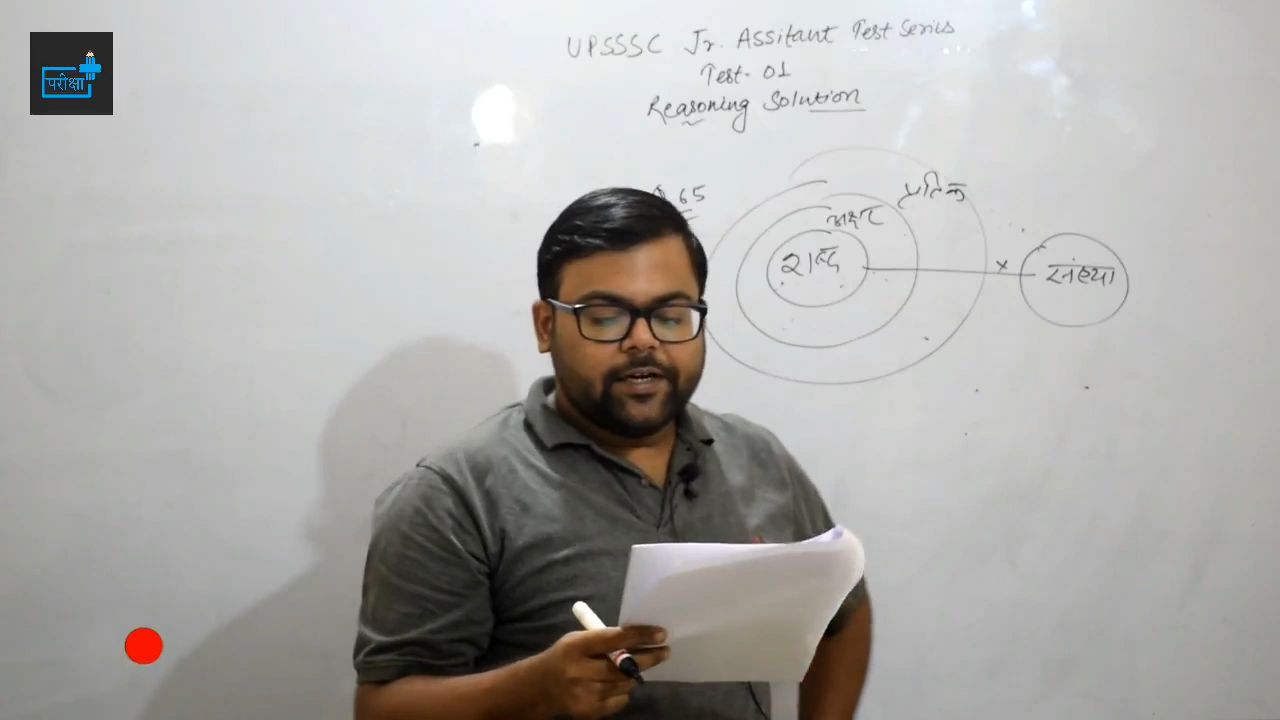 परीक्षा
UPSSSC Jr. Assitant Test Series
Test- 01
Reasoning Solution
65
प्रतिक
अक्षर
शब्द
x
संख्या